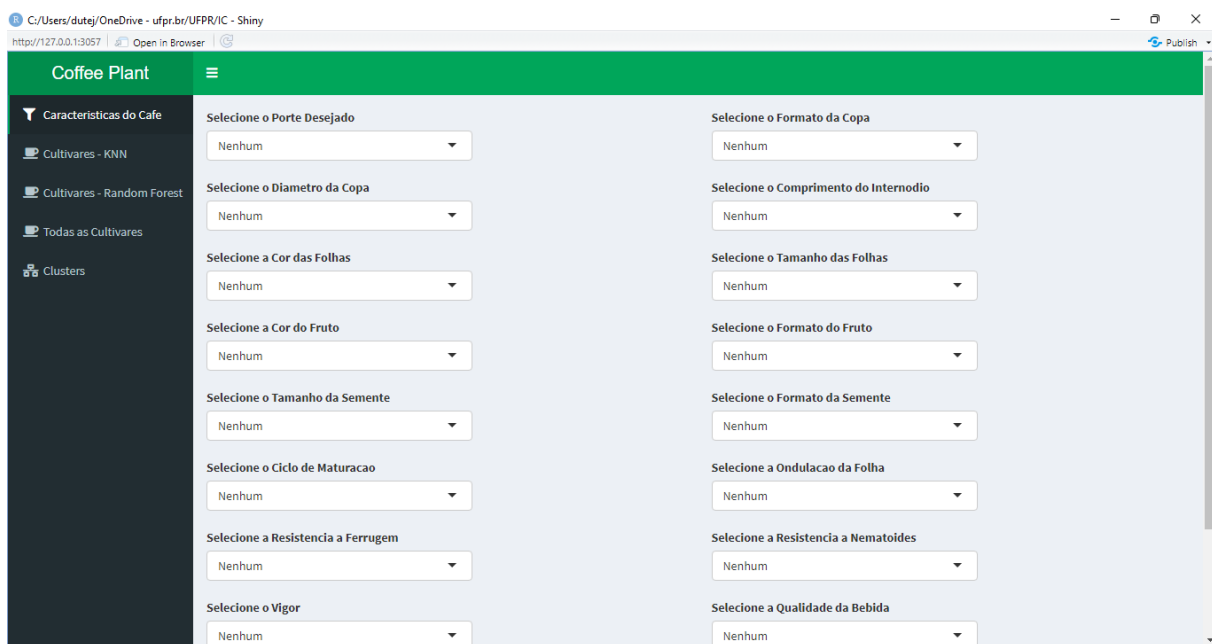 C:/Users/dutej/OneDrive - ufpr.br/UFPR/IC - Shiny
http://127.0.0.1:3057 Open in Browser Publish
Coffee Plant
Caracteristicas do Cafe
Cultivares - KNN
Cultivares - Random Forest
Todas as Cultivares
Clusters
Selecione o Porte Desejado Selecione o Formato da Copa
Nenhum Nenhum
Selecione o Diametro da Copa Selecione o Comprimento do Internodio
Nenhum Nenhum
Selecione a Cor das Folhas Selecione o Tamanho das Folhas
Nenhum Nenhum
Selecione a Cor do Fruto Selecione o Formato do Fruto
Nenhum Nenhum
Selecione o Tamanho da Semente Selecione o Formato da Semente
Nenhum Nenhum
Selecione o Ciclo de Maturacao Selecione a Ondulacao da Folha
Nenhum Nenhum
Selecione a Resistencia a Ferrugem Selecione a Resistencia a Nematoides
Nenhum Nenhum
Selecione o Vigor Selecione a Qualidade da Bebida
Nenhum Nenhum